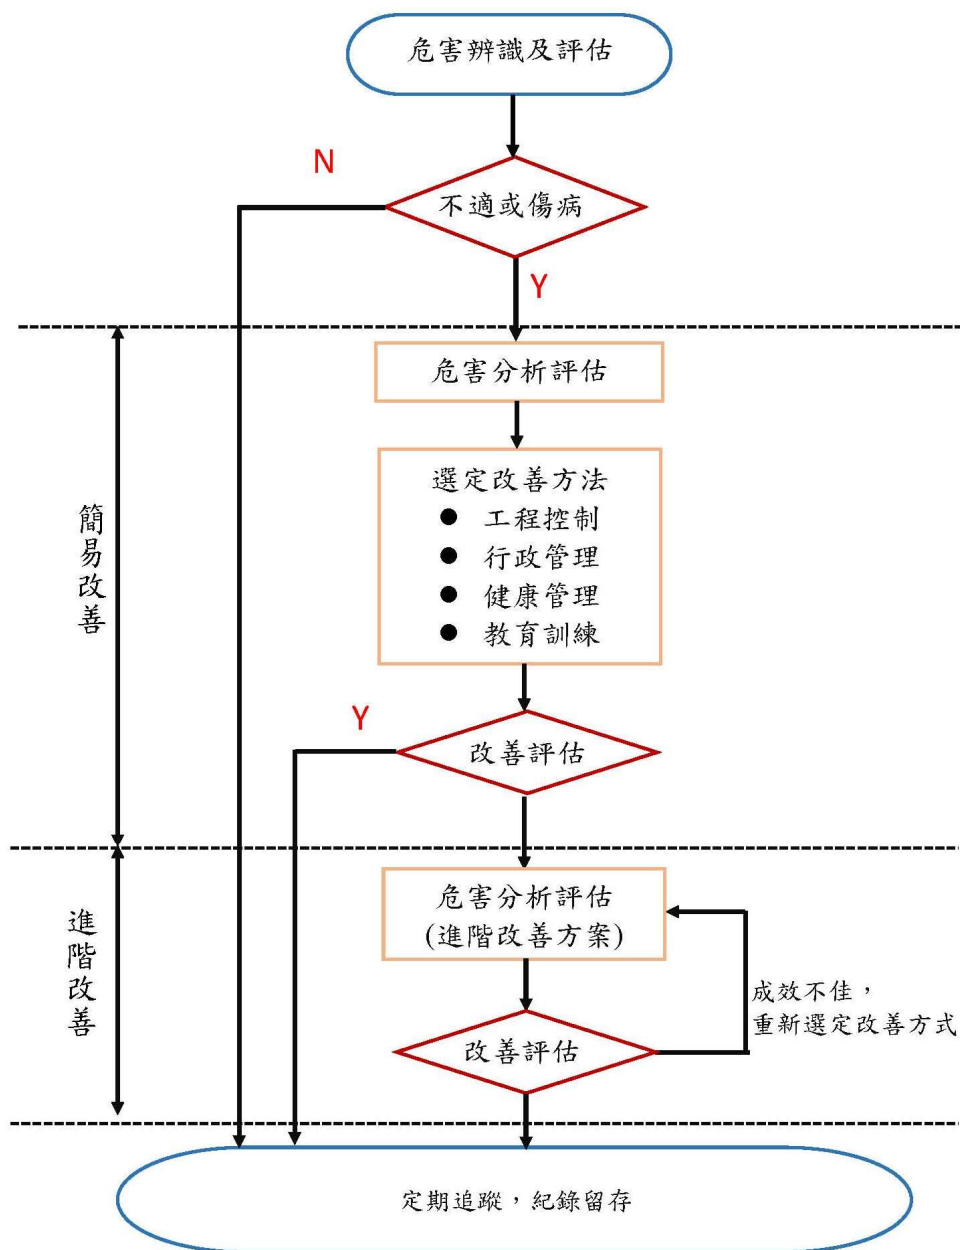 危害辨識及評估
N
不適或傷病
Y
危害分析評估
選定改善方法
● 工程控制
● 行政管理
● 健康管理
● 教育訓練
簡易改善
Y
改善評估
危害分析評估
(進階改善方案)
進階改善
成效不佳，
重新選定改善方式
改善評估
定期追蹤，紀錄留存